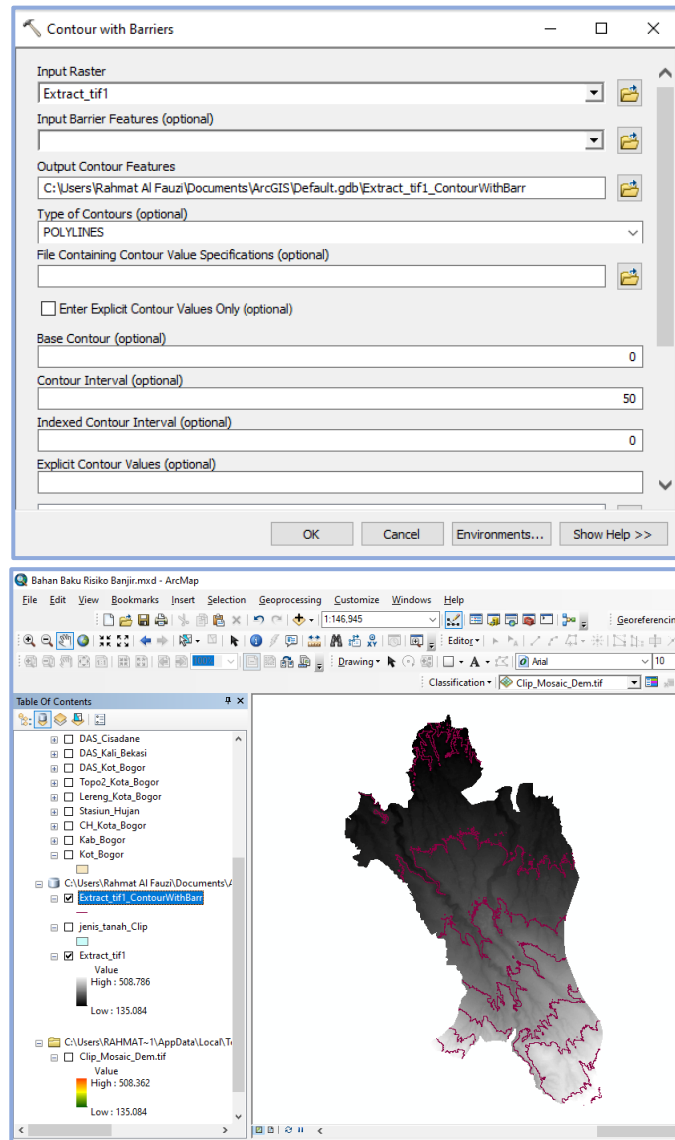 Contour with Barriers
Input Raster
Extract_tif1
Input Barrier Features (optional)
Output Contour Features
C:\Users\Rahmat Al Fauzi\Documents\ArcGIS\Default.gdb\Extract_tif1_ContourWithBarr
Type of Contours (optional)
POLYLINES
File Containing Contour Value Specifications (optional)
Enter Explicit Contour Values Only (optional)
Base Contour (optional)
0
Contour Interval (optional)
50
Indexed Contour Interval (optional)
0
Explicit Contour Values (optional)
OK Cancel Environments... Show Help >>
Bahan Baku Risiko Banjir.mxd - ArcMap
File Edit View Bookmarks Insert Selection Geoprocessing Customize Windows Help
1:146,945 Georeferencin
Editor
Drawing A Arial 10
Classification Clip_Mosaic_Dem.tif
Table Of Contents
DAS_Cisadane
DAS_Kali_Bekasi
DAS_Kot_Bogor
Topo2_Kota_Bogor
Lereng_Kota_Bogor
Stasiun_Hujan
CH_Kota_Bogor
Kab_Bogor
Kot_Bogor
C:\Users\Rahmat Al Fauzi\Documents\A
Extract_tif1_ContourWithBarr
jenis_tanah_Clip
Extract_tif1
Value
High : 508.786
Low : 135.084
C:\Users\RAHMAT~1\AppData\Local\Te
Clip_Mosaic_Dem.tif
Value
High : 508.362
Low : 135.084